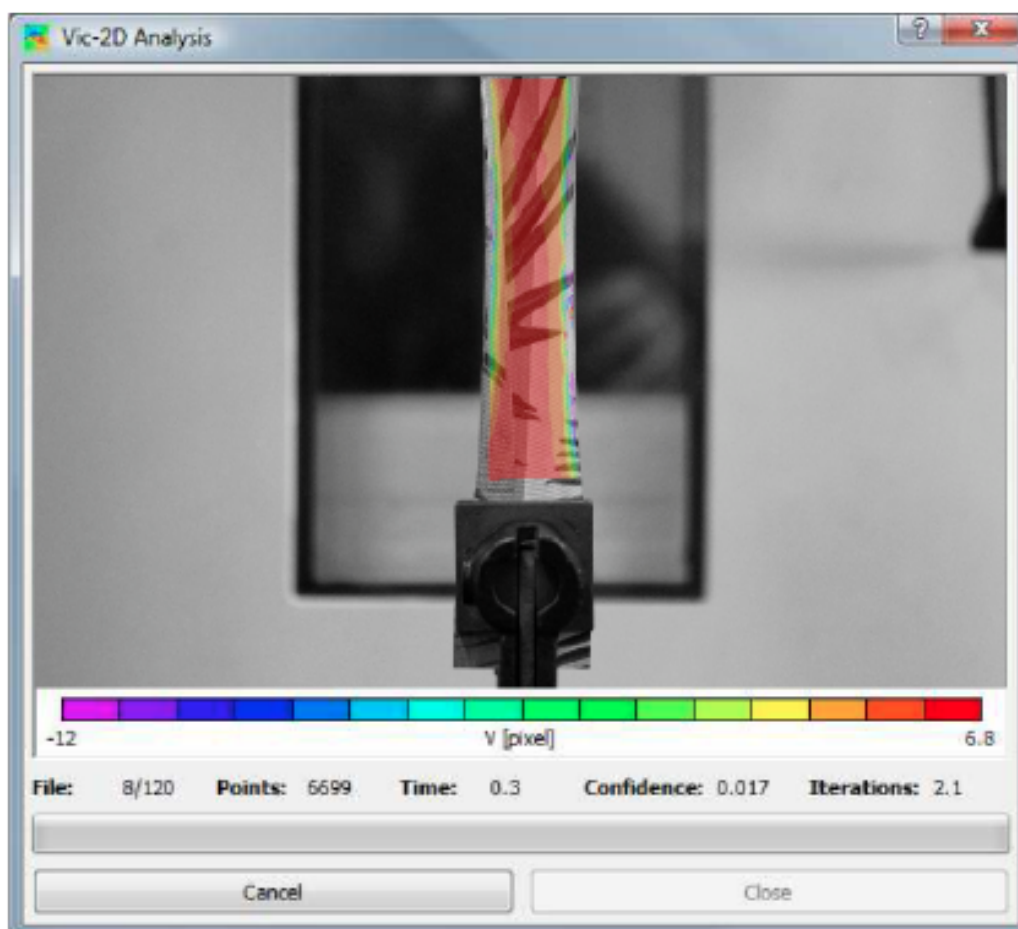 Vic-2D Analysis
-12 V [pixel] 6.8
File: 8/120 Points: 6699 Time: 0.3 Confidence: 0.017 Iterations: 2.1
Cancel Close